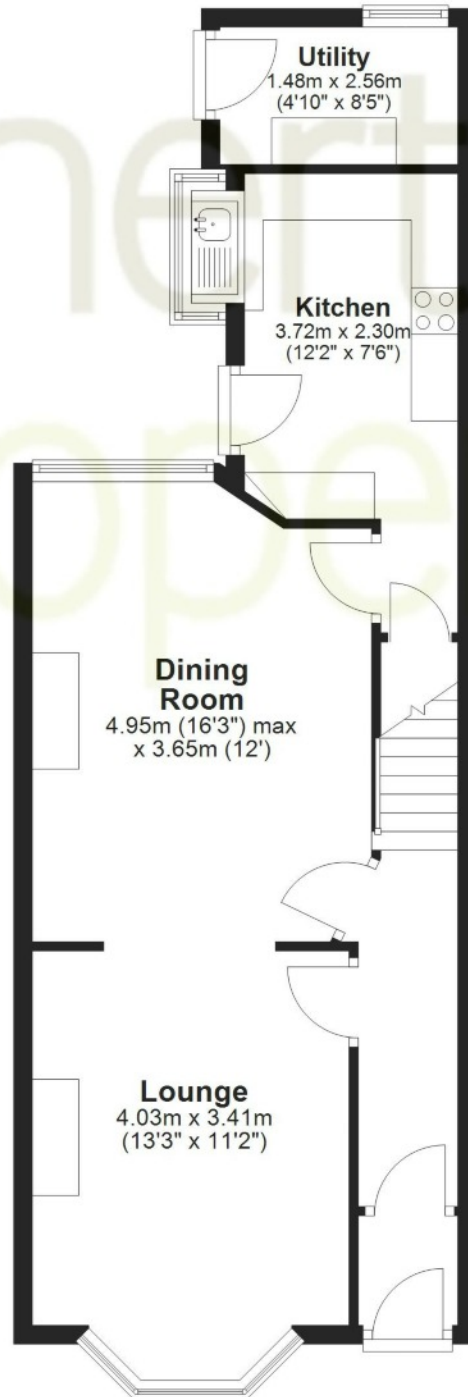 Utility
1.48m x 2.56m
(4'10" x 8'5")
Kitchen
3.72m x 2.30m
(12'2" x 7'6")
Dining
Room
4.95m (16'3") max
x 3.65m (12')
Lounge
4.03m x 3.41m
(13'3" x 11'2")